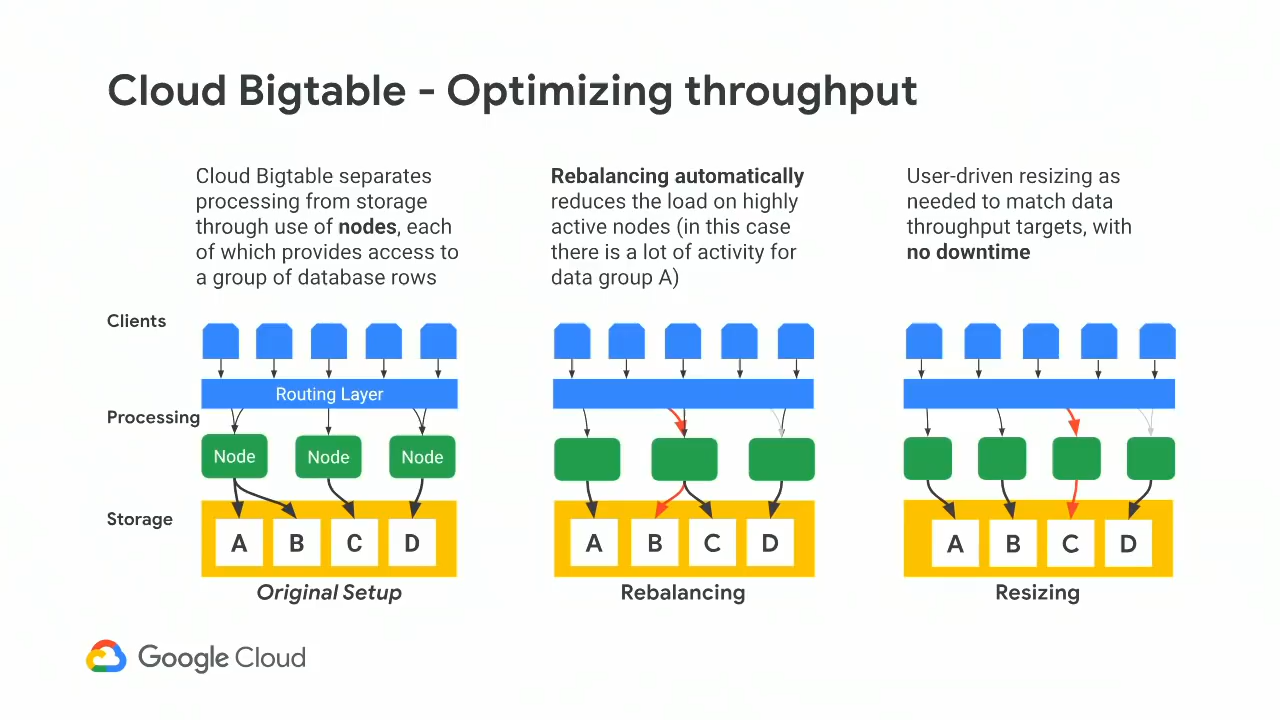 Cloud Bigtable - Optimizing throughput
Cloud Bigtable separates
processing from storage
through use of nodes, each
of which provides access to
a group of database rows
Rebalancing automatically
reduces the load on highly
active nodes (in this case
there is a lot of activity for
data group A)
User-driven resizing as
needed to match data
throughput targets, with
no downtime
Clients
Routing Layer
Processing
Node
Node
Node
Storage
A
B
C
D
A
B
C
D
A
B
C
D
Original Setup
Rebalancing
Resizing
Google Cloud